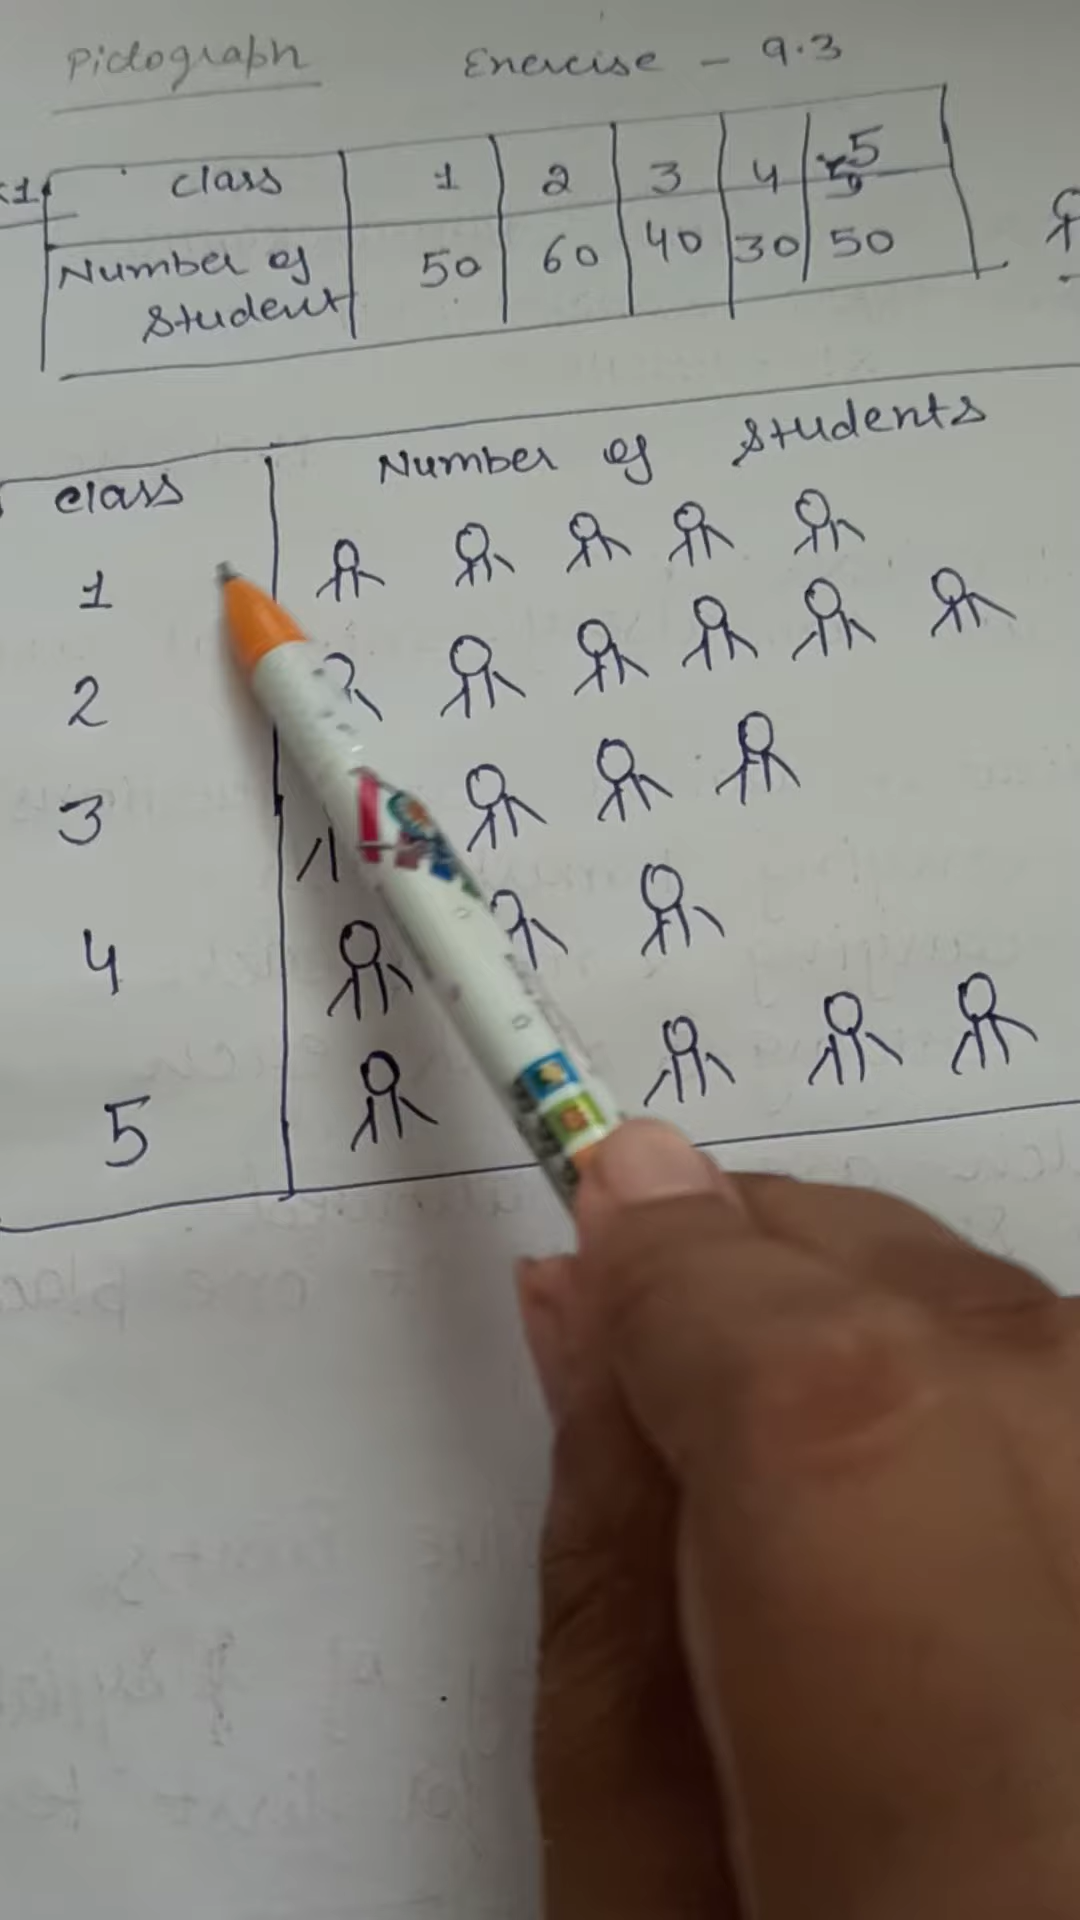 Pictograph Exercise - 9.3
class 1 2 3 4 5
Number of 50 60 40 30 50
Student
class Number of Students
1
2
3
4
5